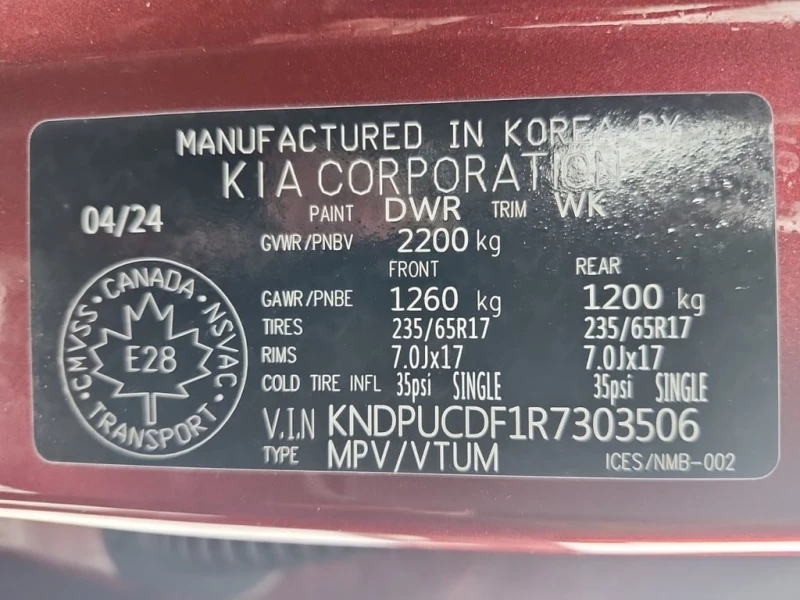 MANUFACTURED IN KOREA BY
KIA CORPORATION
04/24
PAINT DWR TRIM WK
GVWR/PNBV 2200 kg
FRONT REAR
GAWR/PNBE 1260 kg 1200 kg
TIRES 235/65R17 235/65R17
RIMS 7.0Jx17 7.0Jx17
COLD TIRE INFL 35psi SINGLE 35psi SINGLE
V.I.N KNDPUCDF1R7303506
TYPE MPV/VTUM
ICES/NMB-002
CMVSS · CANADA · NSVAC
E28
TRANSPORT